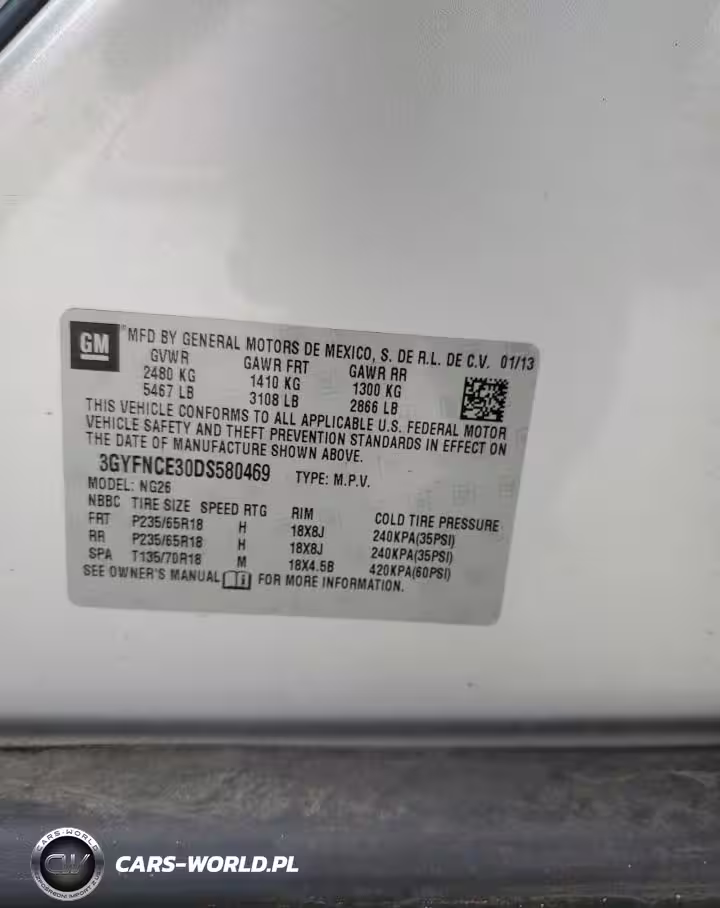 GM ® MFD BY GENERAL MOTORS DE MEXICO, S. DE R.L. DE C.V. 01/13
GVWR GAWR FRT GAWR RR
2480 KG 1410 KG 1300 KG
5467 LB 3108 LB 2866 LB
THIS VEHICLE CONFORMS TO ALL APPLICABLE U.S. FEDERAL MOTOR
VEHICLE SAFETY AND THEFT PREVENTION STANDARDS IN EFFECT ON
THE DATE OF MANUFACTURE SHOWN ABOVE.
3GYFNCE30DS580469 TYPE: M.P.V.
MODEL: NG26
NBBC TIRE SIZE SPEED RTG RIM COLD TIRE PRESSURE
FRT P235/65R18 H 18X8J 240KPA(35PSI)
RR P235/65R18 H 18X8J 240KPA(35PSI)
SPA T135/70R18 M 18X4.5B 420KPA(60PSI)
SEE OWNER'S MANUAL FOR MORE INFORMATION.
CARS-WORLD
CW
CARS-WORLD.PL